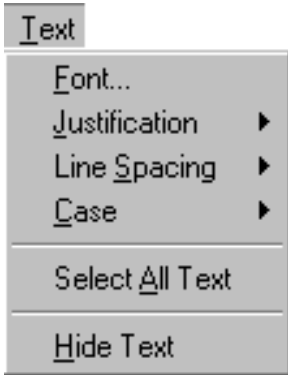 Text
Font...
Justification
Line Spacing
Case
Select All Text
Hide Text